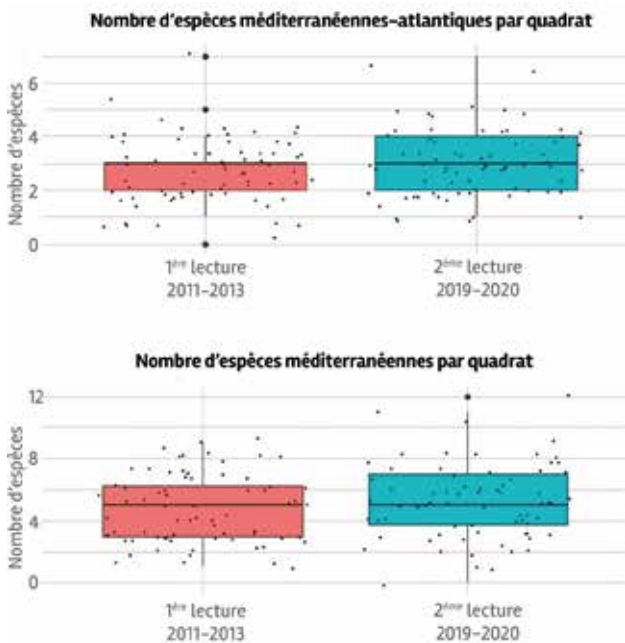 Nombre d'espèces méditerranéennes-atlantiques par quadrat
Nombre d'espèces
6
4
2
0
1ère lecture
2011-2013
2ème lecture
2019-2020
Nombre d'espèces méditerranéennes par quadrat
Nombre d'espèces
12
8
4
0
1ère lecture
2011-2013
2ème lecture
2019-2020